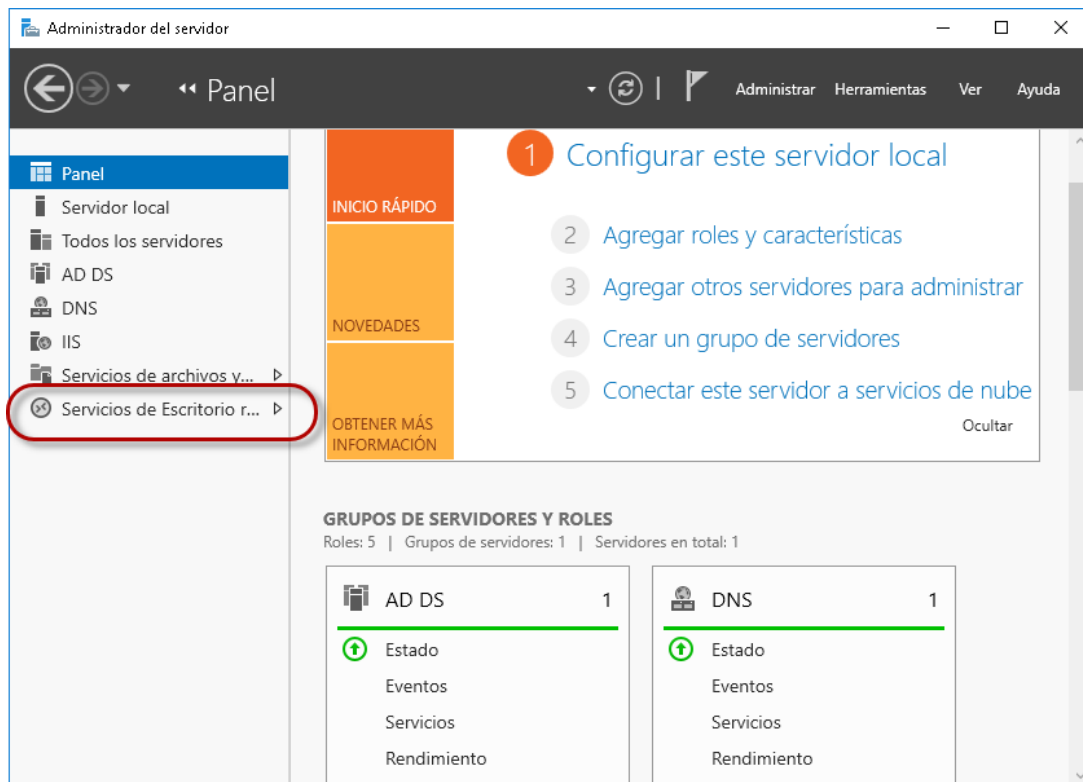 Administrador del servidor
Panel
Administrar Herramientas Ver Ayuda
Panel
Servidor local
Todos los servidores
AD DS
DNS
IIS
Servicios de archivos y...
Servicios de Escritorio r...
INICIO RÁPIDO
NOVEDADES
OBTENER MÁS
INFORMACIÓN
1 Configurar este servidor local
2 Agregar roles y características
3 Agregar otros servidores para administrar
4 Crear un grupo de servidores
5 Conectar este servidor a servicios de nube
Ocultar
GRUPOS DE SERVIDORES Y ROLES
Roles: 5 | Grupos de servidores: 1 | Servidores en total: 1
AD DS 1
Estado
Eventos
Servicios
Rendimiento
DNS 1
Estado
Eventos
Servicios
Rendimiento